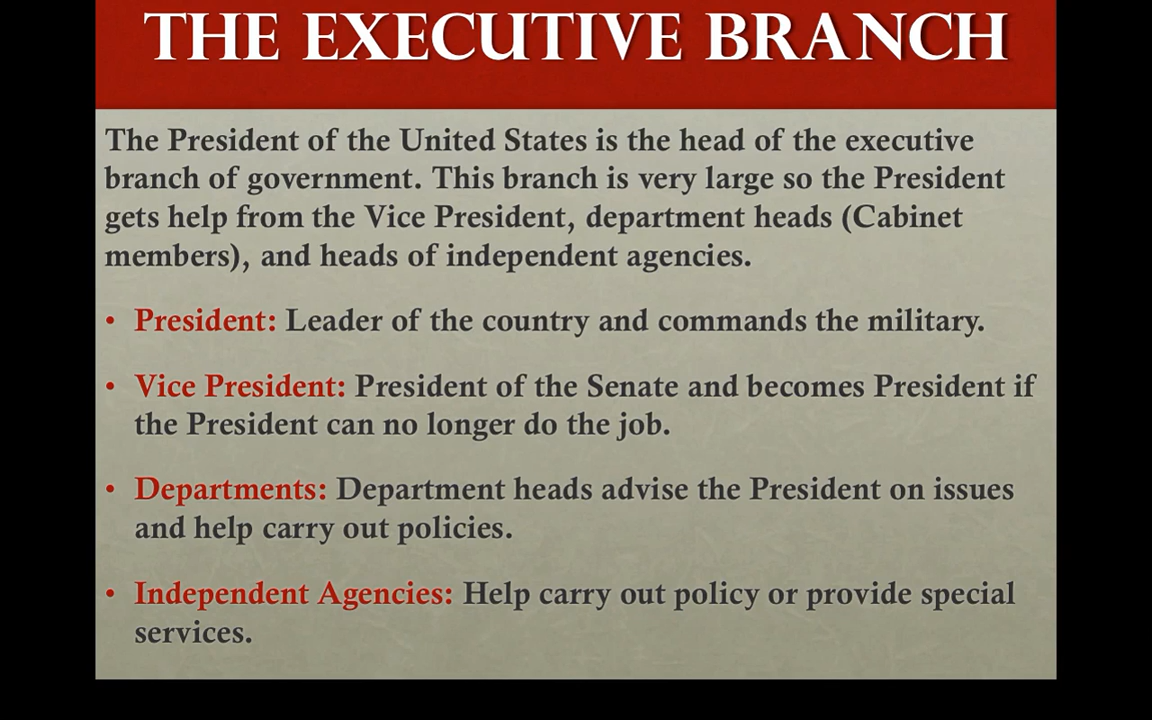 THE EXECUTIVE BRANCH
The President of the United States is the head of the executive
branch of government. This branch is very large so the President
gets help from the Vice President, department heads (Cabinet
members), and heads of independent agencies.
• President: Leader of the country and commands the military.
• Vice President: President of the Senate and becomes President if
the President can no longer do the job.
• Departments: Department heads advise the President on issues
and help carry out policies.
• Independent Agencies: Help carry out policy or provide special
services.